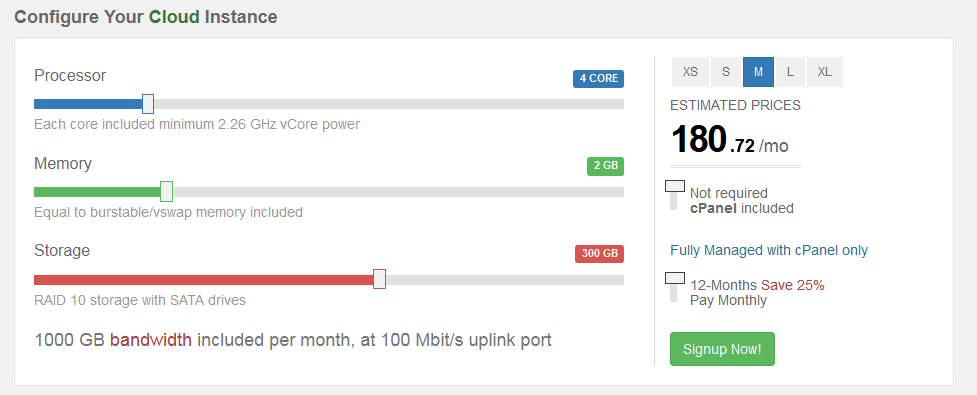 Configure Your Cloud Instance
Processor
4 CORE
Each core included minimum 2.26 GHz vCore power
Memory
2 GB
Equal to burstable/vswap memory included
Storage
300 GB
RAID 10 storage with SATA drives
1000 GB bandwidth included per month, at 100 Mbit/s uplink port
XS S M L XL
ESTIMATED PRICES
180.72 /mo
Not required
cPanel included
Fully Managed with cPanel only
12-Months Save 25%
Pay Monthly
Signup Now!